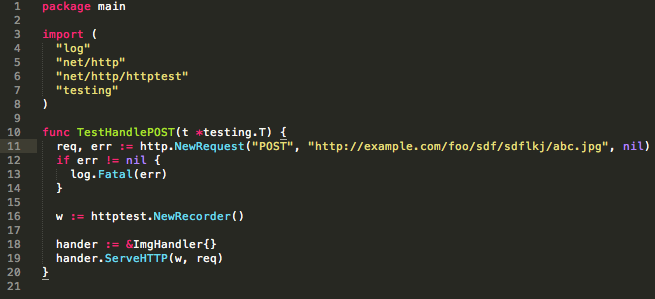 1 package main
2
3 import (
4   "log"
5   "net/http"
6   "net/http/httptest"
7   "testing"
8 )
9
10 func TestHandlePOST(t *testing.T) {
11   req, err := http.NewRequest("POST", "http://example.com/foo/sdf/sdflkj/abc.jpg", nil)
12   if err != nil {
13     log.Fatal(err)
14   }
15
16   w := httptest.NewRecorder()
17
18   hander := &ImgHandler{}
19   hander.ServeHTTP(w, req)
20 }
21